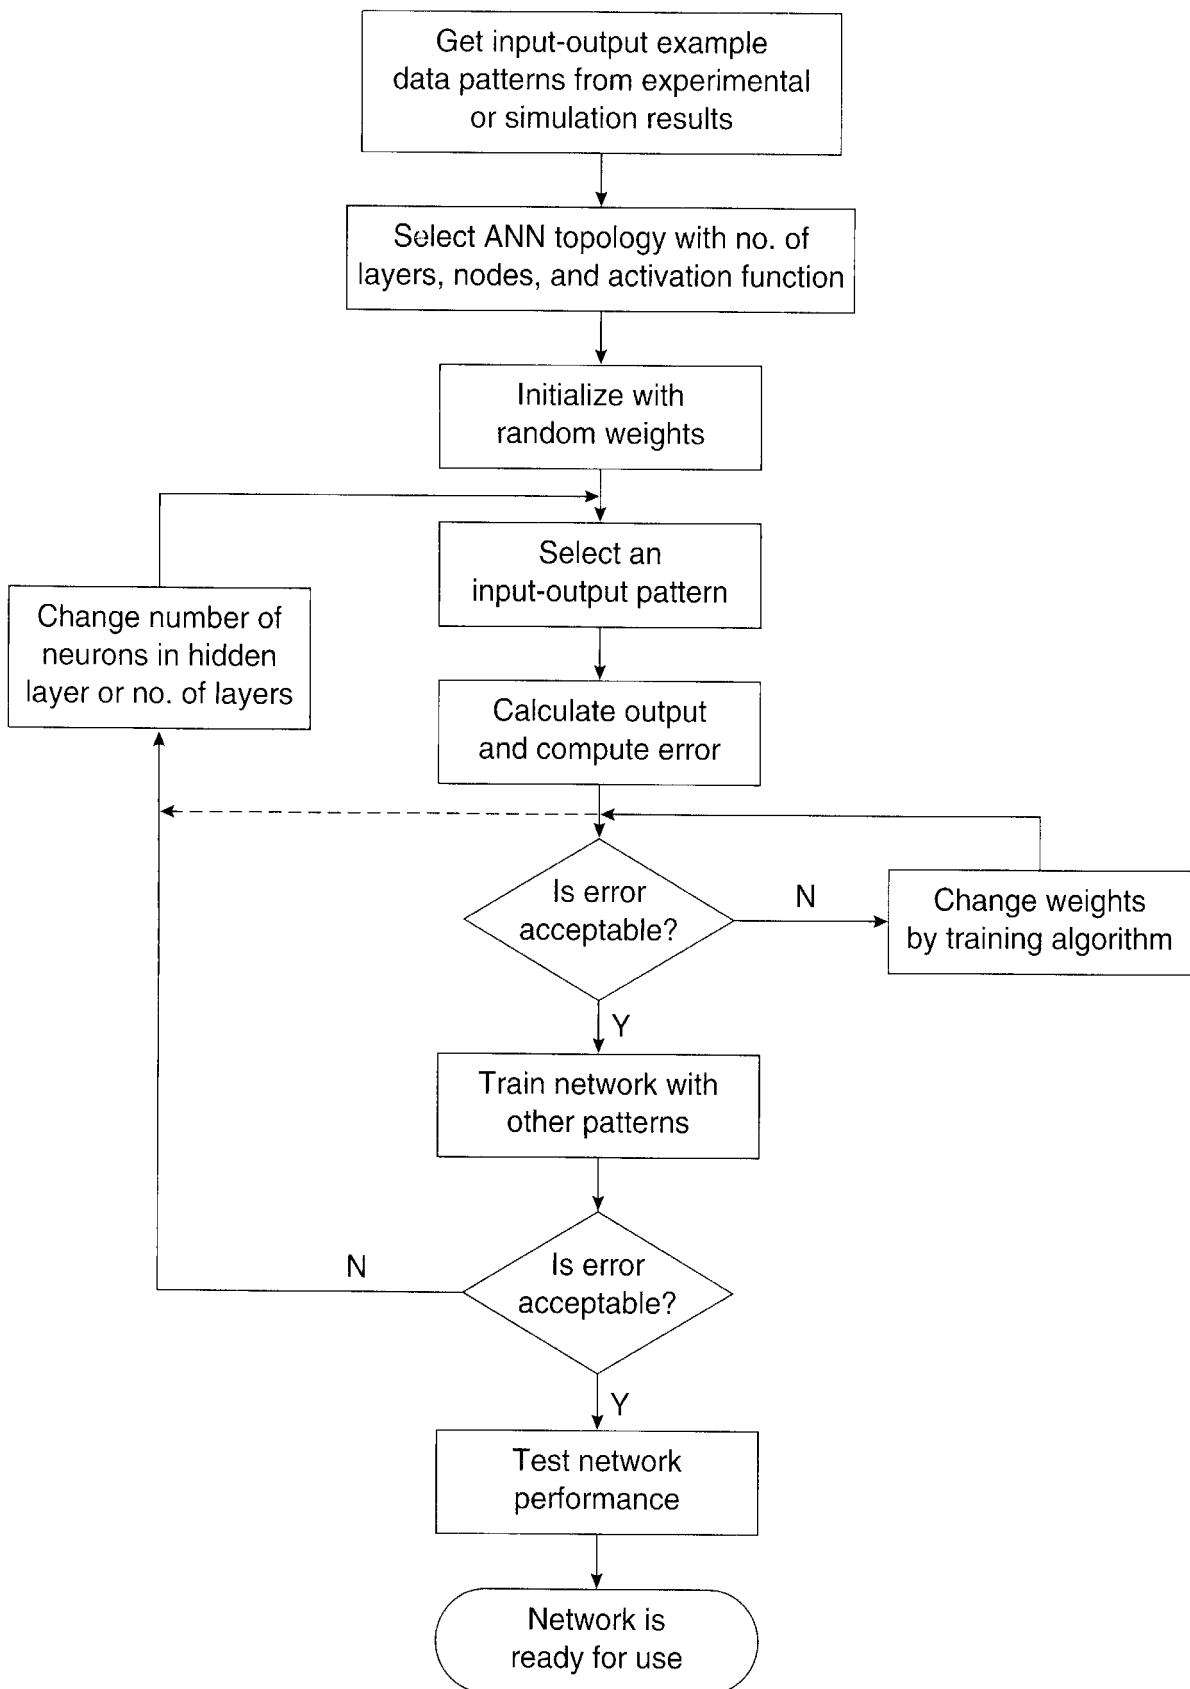 Get input-output example
data patterns from experimental
or simulation results
Select ANN topology with no. of
layers, nodes, and activation function
Initialize with
random weights
Select an
input-output pattern
Change number of
neurons in hidden
layer or no. of layers
Calculate output
and compute error
Is error
acceptable?
N
Change weights
by training algorithm
Y
Train network with
other patterns
N
Is error
acceptable?
Y
Test network
performance
Network is
ready for use